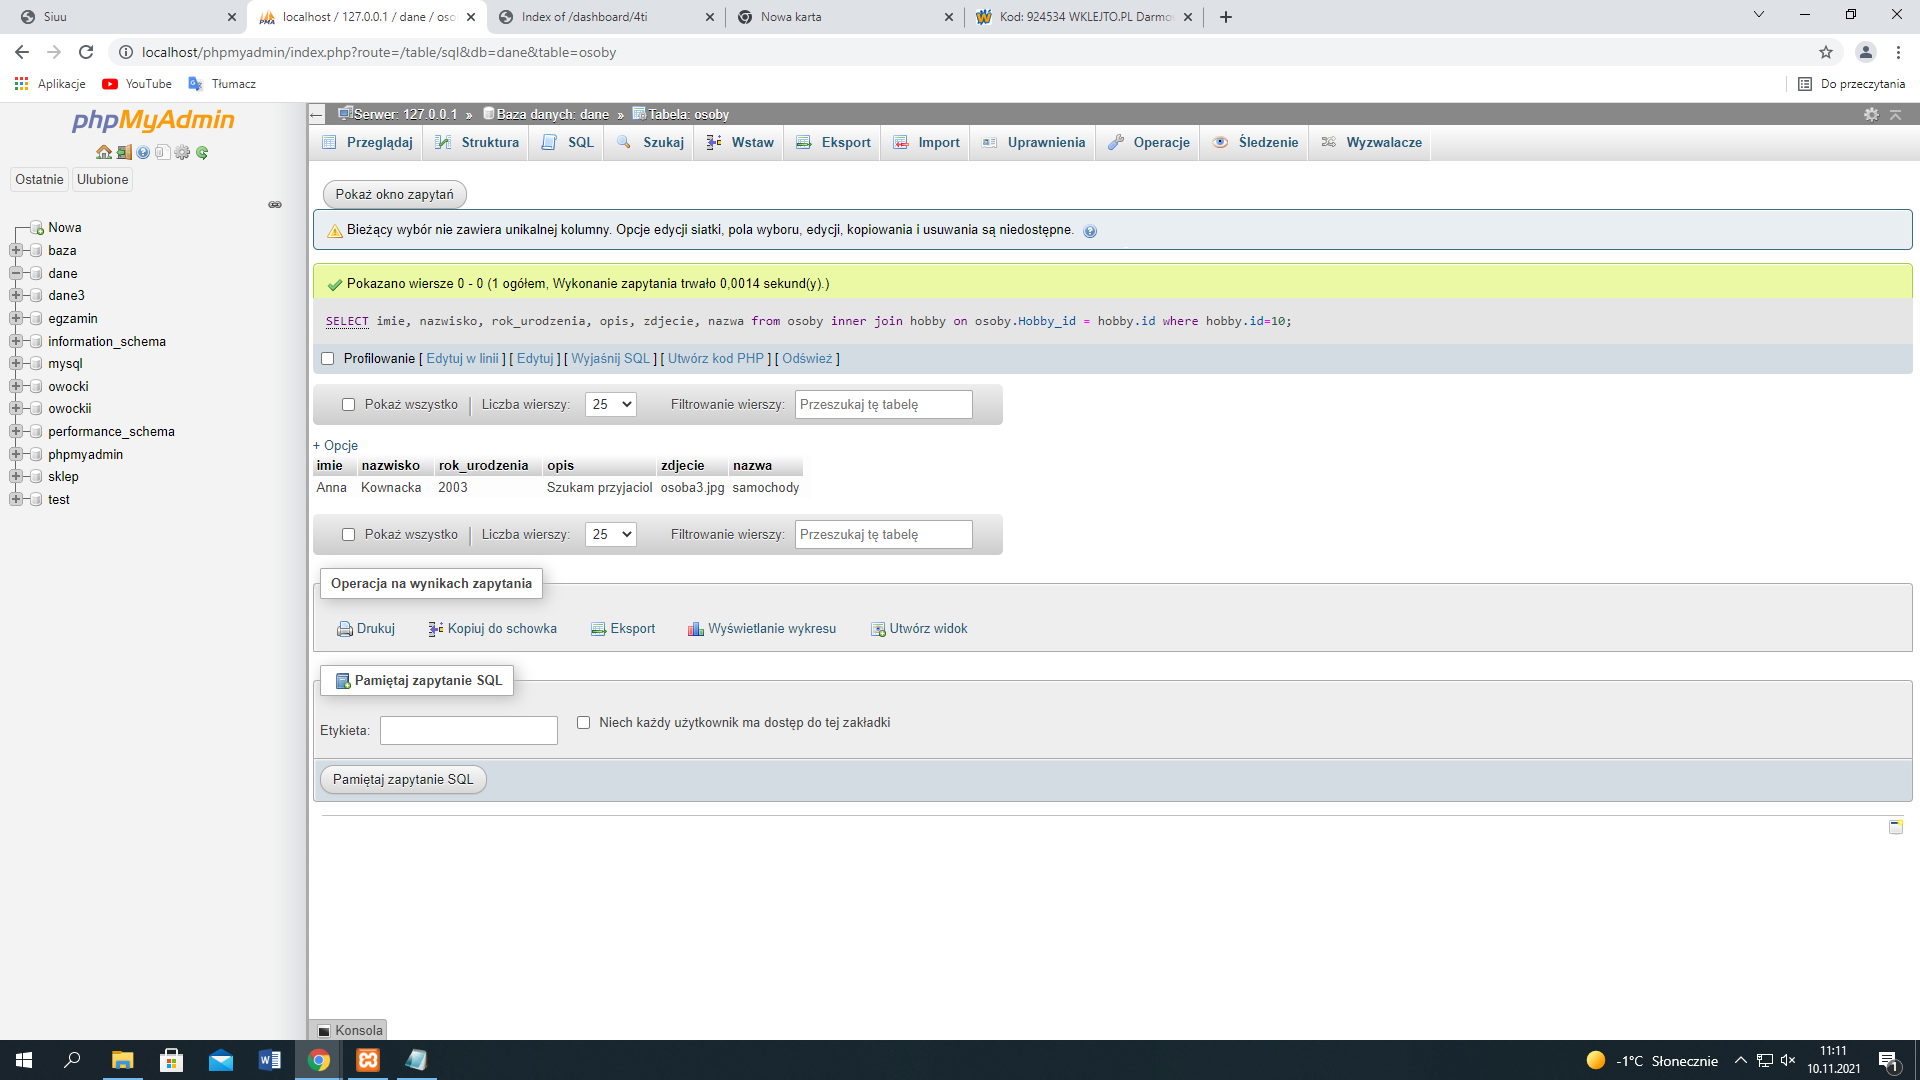 Siuu
localhost / 127.0.0.1 / dane / oso
Index of /dashboard/4ti
Nowa karta
Kod: 924534 WKLEJTO.PL Darmo
localhost/phpmyadmin/index.php?route=/table/sql&db=dane&table=osoby
Aplikacje
YouTube
Tłumacz
Do przeczytania
phpMyAdmin
Ostatnie
Ulubione
Nowa
baza
dane
dane3
egzamin
information_schema
mysql
owocki
owockii
performance_schema
phpmyadmin
sklep
test
Serwer: 127.0.0.1 » Baza danych: dane » Tabela: osoby
Przeglądaj
Struktura
SQL
Szukaj
Wstaw
Eksport
Import
Uprawnienia
Operacje
Śledzenie
Wyzwalacze
Pokaż okno zapytań
Bieżący wybór nie zawiera unikalnej kolumny. Opcje edycji siatki, pola wyboru, edycji, kopiowania i usuwania są niedostępne.
Pokazano wiersze 0 - 0 (1 ogółem, Wykonanie zapytania trwało 0,0014 sekund(y).)
SELECT imie, nazwisko, rok_urodzenia, opis, zdjecie, nazwa from osoby inner join hobby on osoby.Hobby_id = hobby.id where hobby.id=10;
Profilowanie [ Edytuj w linii ] [ Edytuj ] [ Wyjaśnij SQL ] [ Utwórz kod PHP ] [ Odśwież ]
Pokaż wszystko | Liczba wierszy: 25 Filtrowanie wierszy: Przeszukaj tę tabelę
+ Opcje
imie nazwisko rok_urodzenia opis zdjecie nazwa
Anna Kownacka 2003 Szukam przyjaciol osoba3.jpg samochody
Pokaż wszystko | Liczba wierszy: 25 Filtrowanie wierszy: Przeszukaj tę tabelę
Operacja na wynikach zapytania
Drukuj
Kopiuj do schowka
Eksport
Wyświetlanie wykresu
Utwórz widok
Pamiętaj zapytanie SQL
Etykieta:
Niech każdy użytkownik ma dostęp do tej zakładki
Pamiętaj zapytanie SQL
Konsola
-1°C Słonecznie
11:11
10.11.2021
1